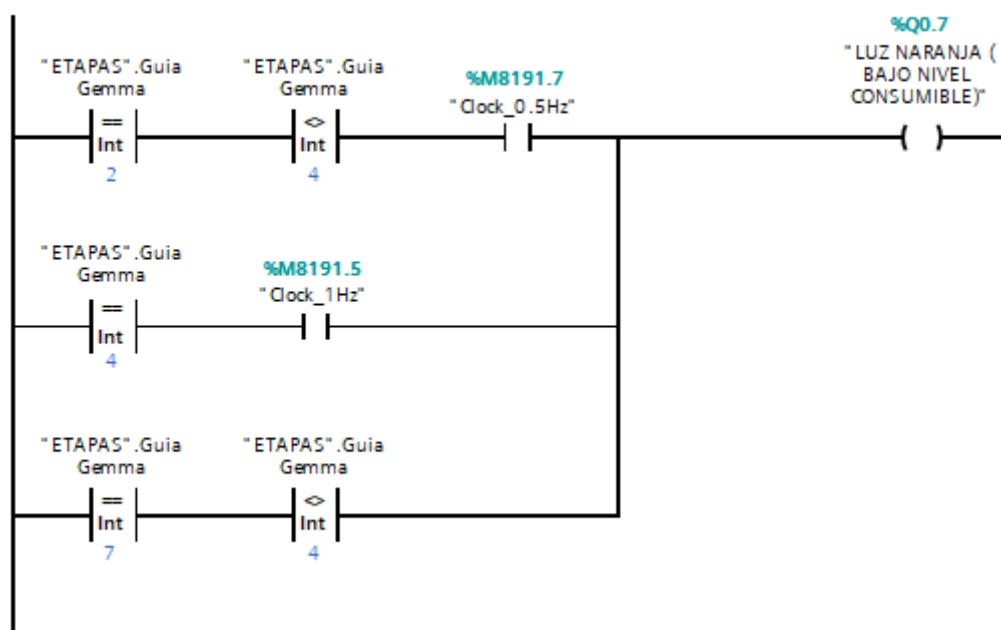 %Q0.7
"LUZ NARANJA (
BAJO NIVEL
CONSUMIBLE)"
"ETAPAS".Guia
Gemma
==
Int
2
"ETAPAS".Guia
Gemma
<>
Int
4
%M8191.7
"Clock_0.5Hz"
"ETAPAS".Guia
Gemma
==
Int
4
%M8191.5
"Clock_1Hz"
"ETAPAS".Guia
Gemma
==
Int
7
"ETAPAS".Guia
Gemma
<>
Int
4